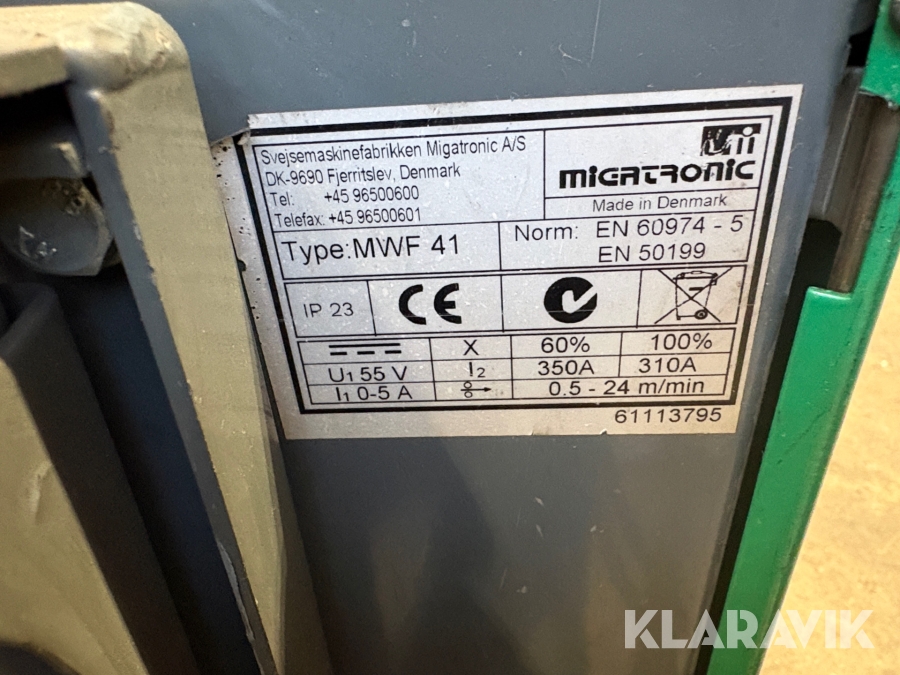 Svejsemaskinefabrikken Migatronic A/S
DK-9690 Fjerritslev, Denmark
Tel: +45 96500600
Telefax: +45 96500601
MIGATRONIC
Made in Denmark
Type: MWF 41
Norm: EN 60974 - 5
EN 50199
IP 23
CE
X 60% 100%
U1 55 V I2 350A 310A
I1 0-5 A 0.5 - 24 m/min
61113795
KLARAVIK